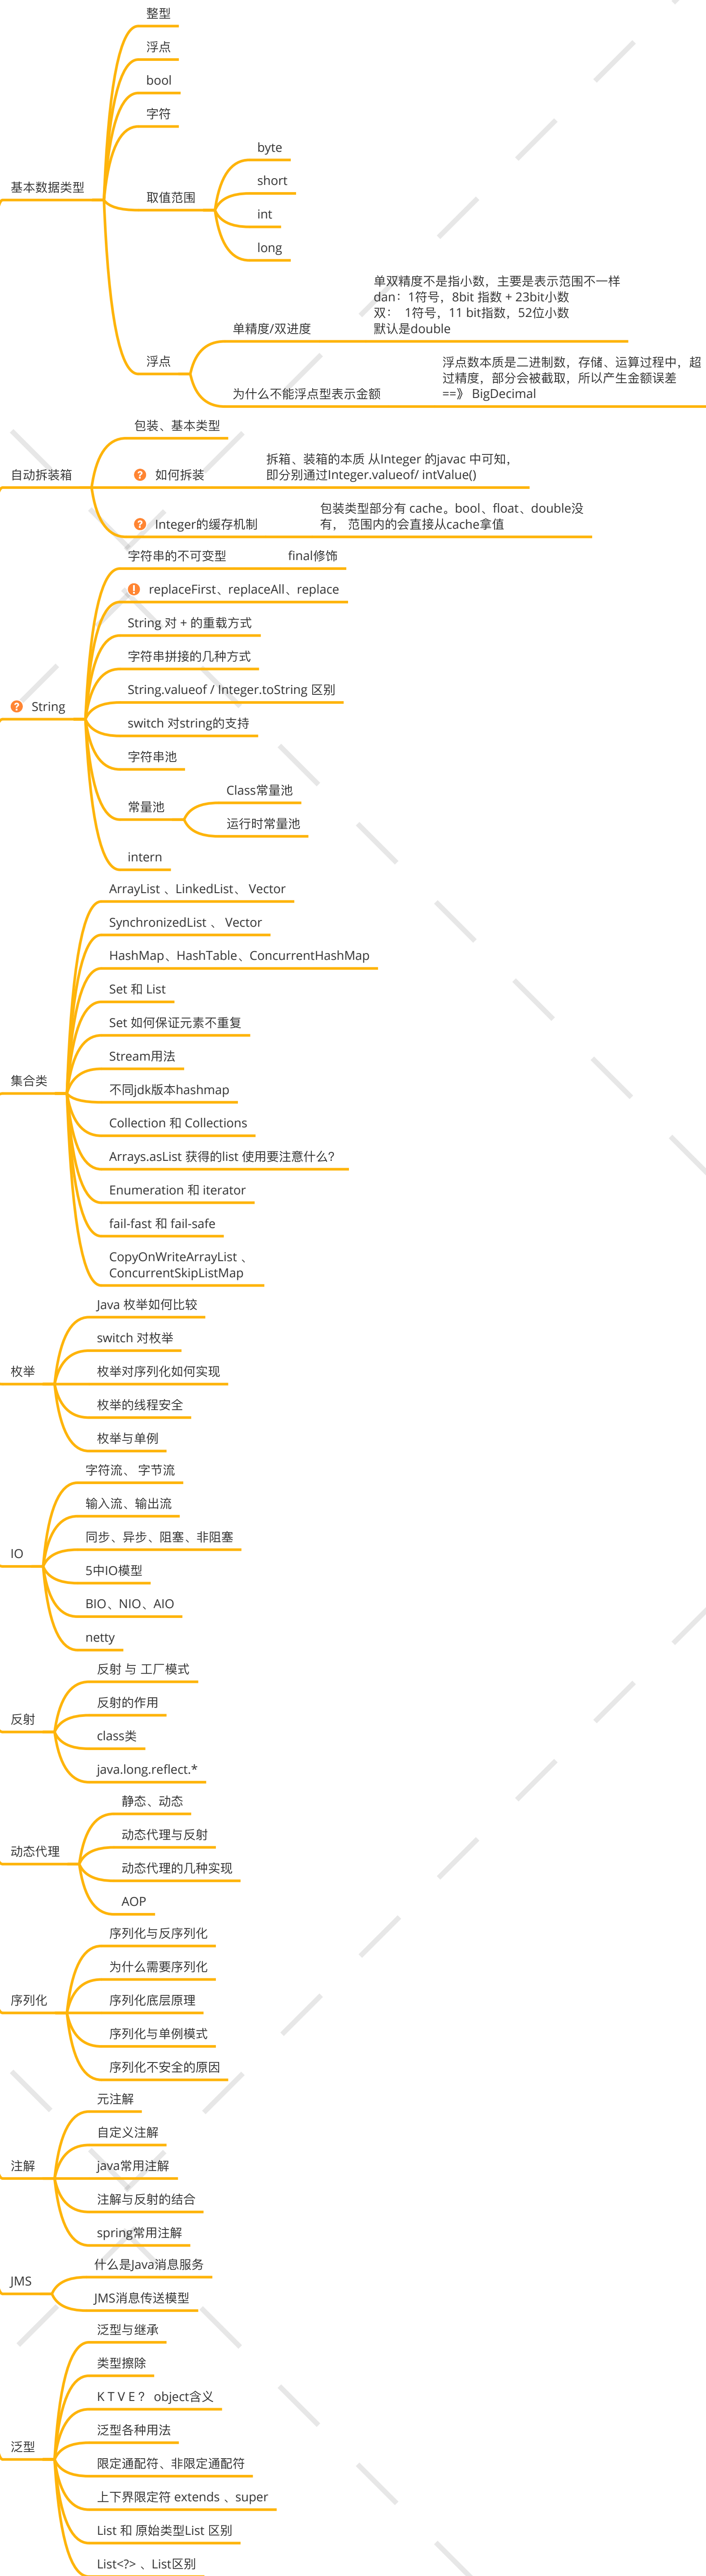 整型
浮点
bool
字符
基本数据类型
取值范围
byte
short
int
long
浮点
单精度/双进度
单双精度不是指小数，主要是表示范围不一样
dan：1符号，8bit 指数 + 23bit小数
双： 1符号，11 bit指数，52位小数
默认是double
为什么不能浮点型表示金额
浮点数本质是二进制数，存储、运算过程中，超
过精度，部分会被截取，所以产生金额误差
==》 BigDecimal
自动拆装箱
包装、基本类型
如何拆装
拆箱、装箱的本质 从Integer 的javac 中可知，
即分别通过Integer.valueof/ intValue()
Integer的缓存机制
包装类型部分有 cache。bool、float、double没
有， 范围内的会直接从cache拿值
String
字符串的不可变型
final修饰
replaceFirst、replaceAll、replace
String 对 + 的重载方式
字符串拼接的几种方式
String.valueof / Integer.toString 区别
switch 对string的支持
字符串池
常量池
Class常量池
运行时常量池
intern
集合类
ArrayList 、LinkedList、 Vector
SynchronizedList 、 Vector
HashMap、HashTable、ConcurrentHashMap
Set 和 List
Set 如何保证元素不重复
Stream用法
不同jdk版本hashmap
Collection 和 Collections
Arrays.asList 获得的list 使用要注意什么？
Enumeration 和 iterator
fail-fast 和 fail-safe
CopyOnWriteArrayList 、
ConcurrentSkipListMap
枚举
Java 枚举如何比较
switch 对枚举
枚举对序列化如何实现
枚举的线程安全
枚举与单例
IO
字符流、 字节流
输入流、输出流
同步、异步、阻塞、非阻塞
5中IO模型
BIO、NIO、AIO
netty
反射
反射 与 工厂模式
反射的作用
class类
java.long.reflect.*
动态代理
静态、动态
动态代理与反射
动态代理的几种实现
AOP
序列化
序列化与反序列化
为什么需要序列化
序列化底层原理
序列化与单例模式
序列化不安全的原因
注解
元注解
自定义注解
java常用注解
注解与反射的结合
spring常用注解
JMS
什么是Java消息服务
JMS消息传送模型
泛型
泛型与继承
类型擦除
K T V E ？ object含义
泛型各种用法
限定通配符、非限定通配符
上下界限定符 extends 、super
List 和 原始类型List 区别
List<?> 、List区别